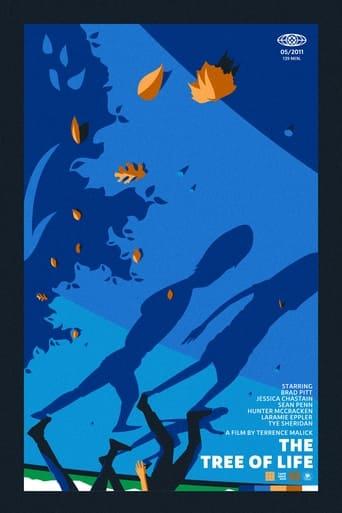 05/2011
139 MIN.
STARRING
BRAD PITT
JESSICA CHASTAIN
SEAN PENN
HUNTER MCCRACKEN
LARAMIE EPPLER
TYE SHERIDAN
A FILM BY TERRENCE MALICK
THE
TREE OF LIFE